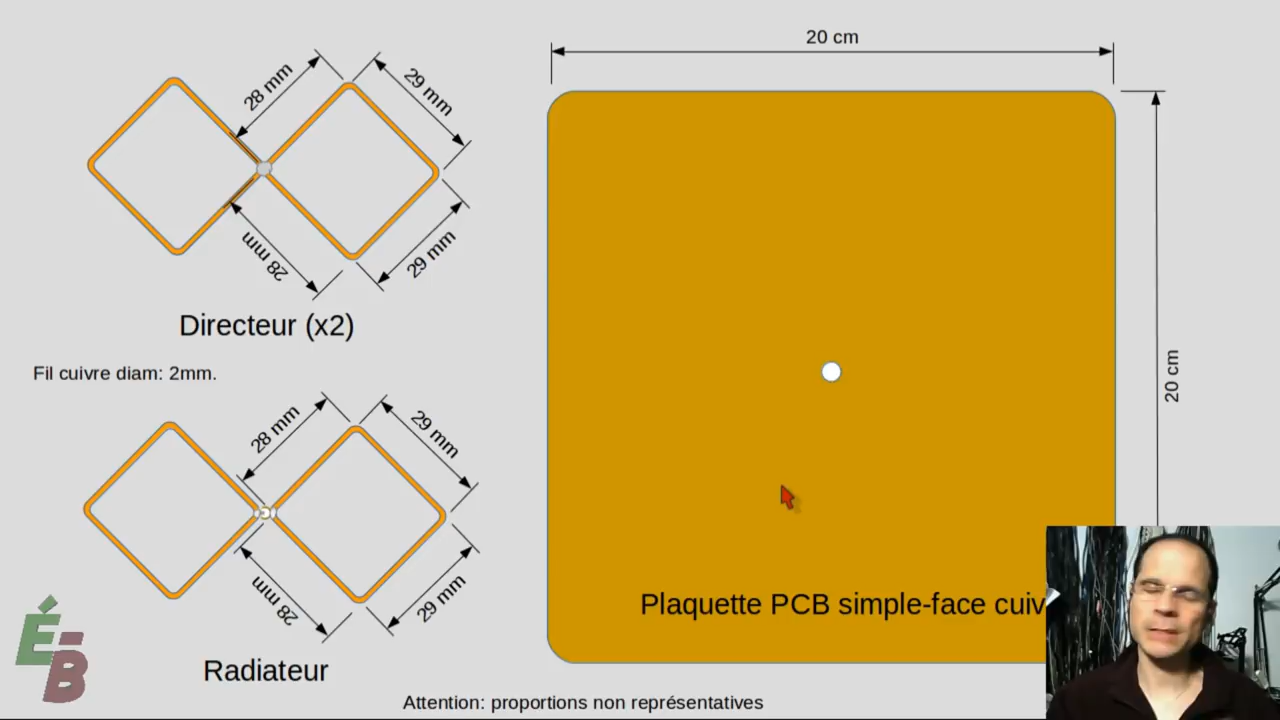 20 cm
28 mm
29 mm
28 mm
29 mm
Directeur (x2)
Fil cuivre diam: 2mm.
20 cm
28 mm
29 mm
28 mm
29 mm
Plaquette PCB simple-face cuiv
É-B
Radiateur
Attention: proportions non représentatives